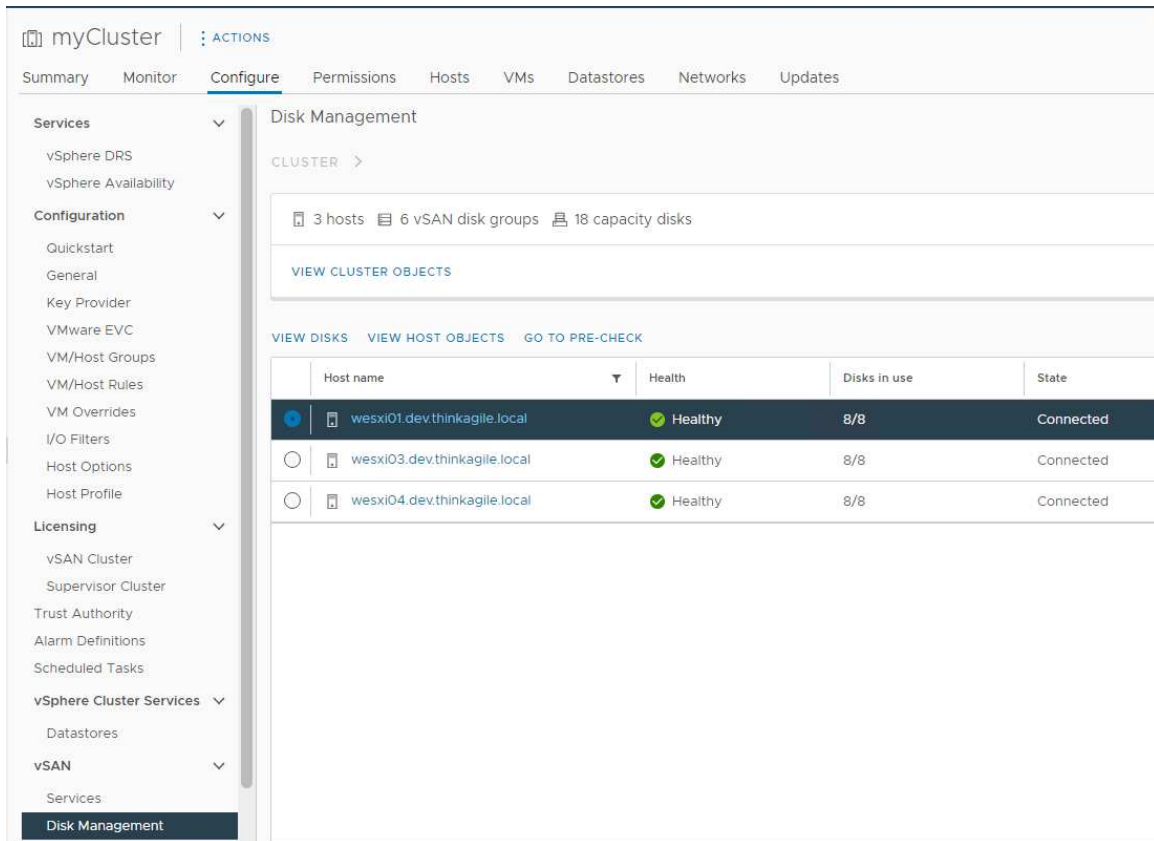 myCluster ACTIONS
Summary Monitor Configure Permissions Hosts VMs Datastores Networks Updates
Services
vSphere DRS
vSphere Availability
Configuration
Quickstart
General
Key Provider
VMware EVC
VM/Host Groups
VM/Host Rules
VM Overrides
I/O Filters
Host Options
Host Profile
Licensing
vSAN Cluster
Supervisor Cluster
Trust Authority
Alarm Definitions
Scheduled Tasks
vSphere Cluster Services
Datastores
vSAN
Services
Disk Management
Disk Management
CLUSTER >
3 hosts 6 vSAN disk groups 18 capacity disks
VIEW CLUSTER OBJECTS
VIEW DISKS VIEW HOST OBJECTS GO TO PRE-CHECK
Host name Health Disks in use State
wesxi01.dev.thinkagile.local Healthy 8/8 Connected
wesxi03.dev.thinkagile.local Healthy 8/8 Connected
wesxi04.dev.thinkagile.local Healthy 8/8 Connected